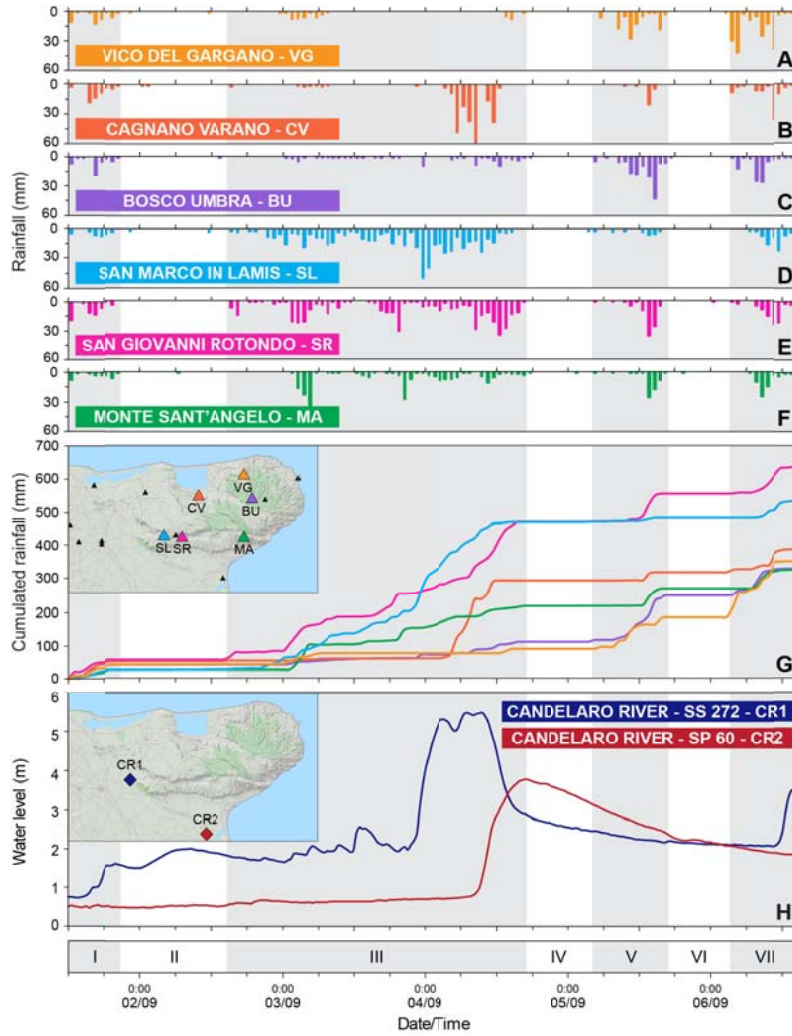 0
30
60
VICO DEL GARGANO - VG
A
0
30
60
CAGNANO VARANO - CV
B
0
30
60
BOSCO UMBRA - BU
C
Rainfall (mm)
0
30
60
SAN MARCO IN LAMIS - SL
D
0
30
60
SAN GIOVANNI ROTONDO - SR
E
0
30
60
MONTE SANT'ANGELO - MA
F
Cumulated rainfall (mm)
700
600
500
400
300
200
100
0
VG
CV
BU
SL SR
MA
G
Water level (m)
6
5
4
3
2
1
0
CANDELARO RIVER - SS 272 - CR1
CANDELARO RIVER - SP 60 - CR2
CR1
CR2
H
I II III IV V VI VII
0:00 0:00 0:00 0:00 0:00
02/09 03/09 04/09 05/09 06/09
Date/Time